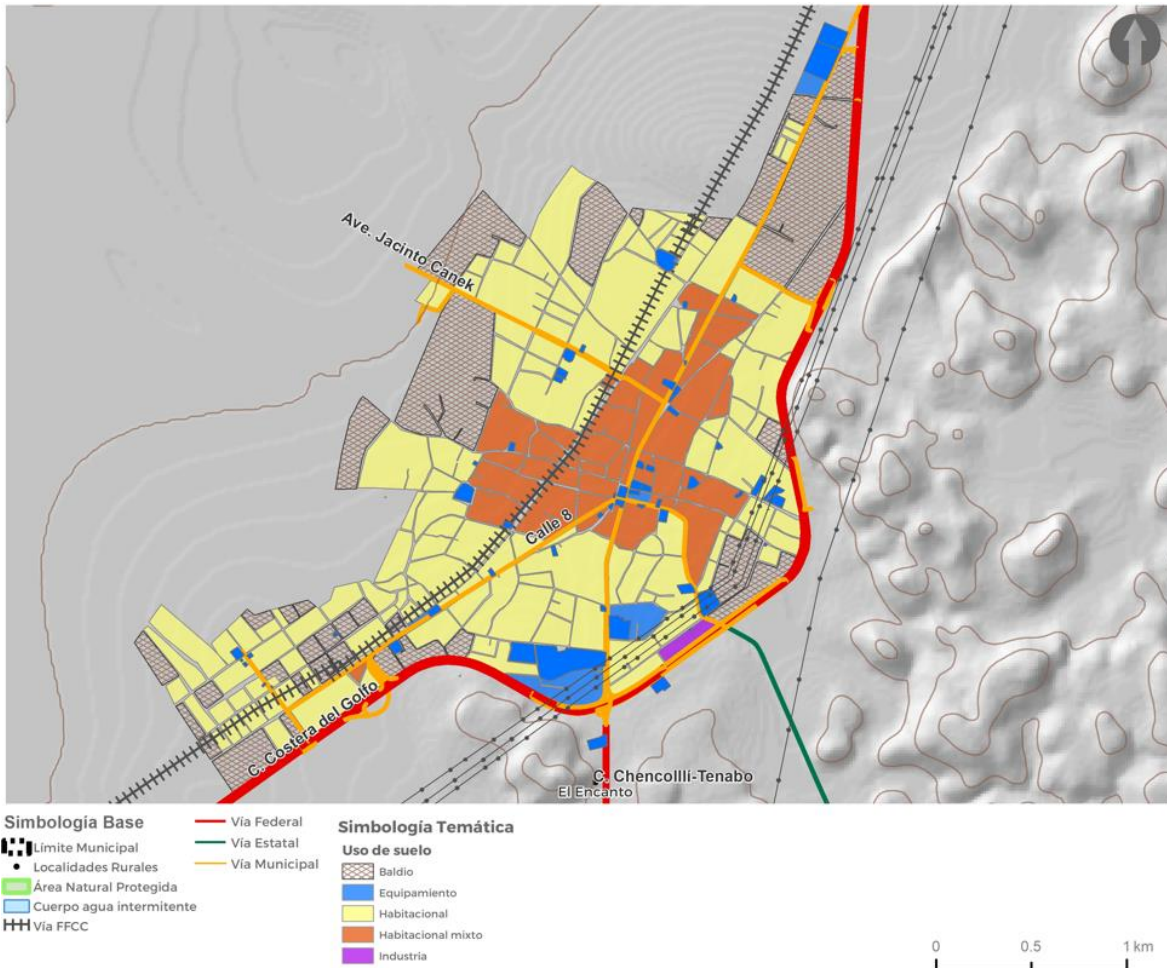 Ave. Jacinto Canek
Calle 8
C. Costera del Golfo
C. Chencollli-Tenabo
El Encanto
Simbología Base
Límite Municipal
Localidades Rurales
Área Natural Protegida
Cuerpo agua intermitente
Vía FFCC
Vía Federal
Vía Estatal
Vía Municipal
Simbología Temática
Uso de suelo
Baldio
Equipamiento
Habitacional
Habitacional mixto
Industria
0 0.5 1 km